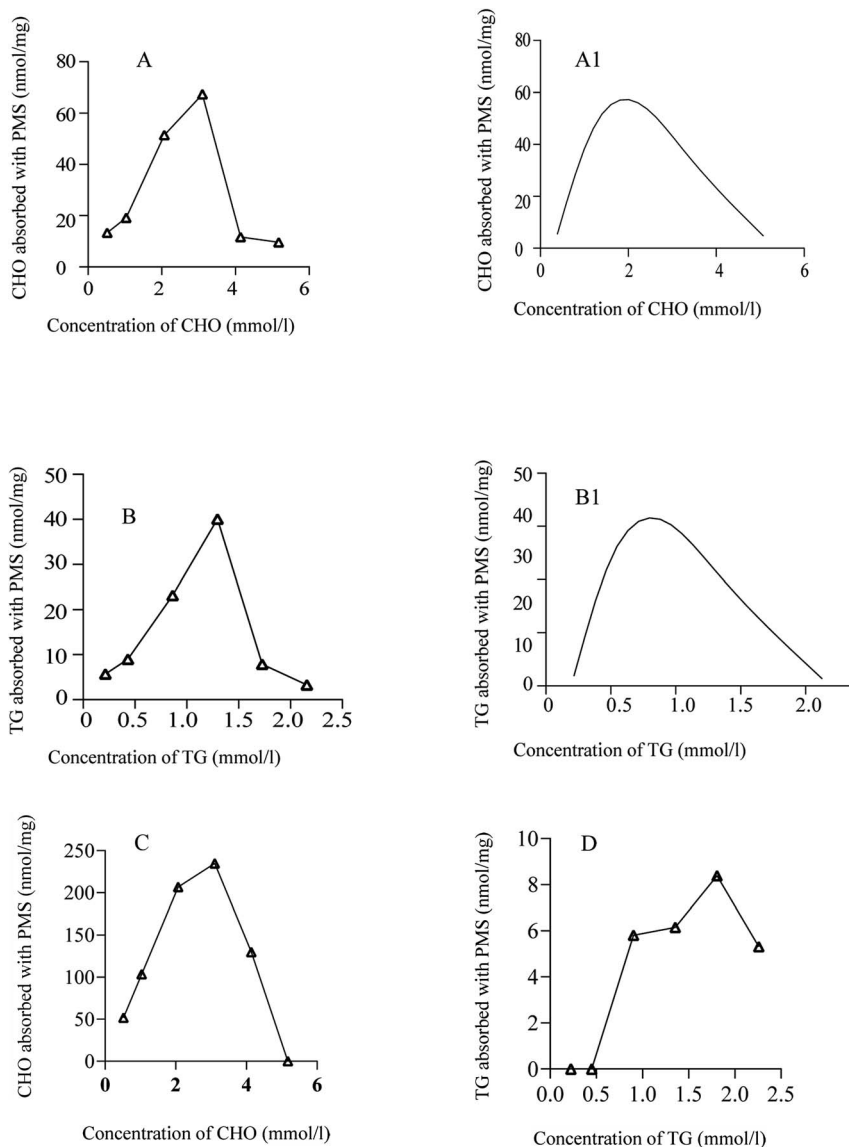 A
CHO absorbed with PMS (nmol/mg)
80
60
40
20
0
0 2 4 6
Concentration of CHO (mmol/l)
A1
CHO absorbed with PMS (nmol/mg)
80
60
40
20
0
0 2 4 6
Concentration of CHO (mmol/l)
B
TG absorbed with PMS (nmol/mg)
50
40
30
20
10
0
0 0.5 1.0 1.5 2.0 2.5
Concentration of TG (mmol/l)
B1
TG absorbed with PMS (nmol/mg)
50
40
30
20
10
0
0 0.5 1.0 1.5 2.0
Concentration of TG (mmol/l)
C
CHO absorbed with PMS (nmol/mg)
250
200
150
100
50
0
0 2 4 6
Concentration of CHO (mmol/l)
D
TG absorbed with PMS (nmol/mg)
10
8
6
4
2
0
0.0 0.5 1.0 1.5 2.0 2.5
Concentration of TG (mmol/l)